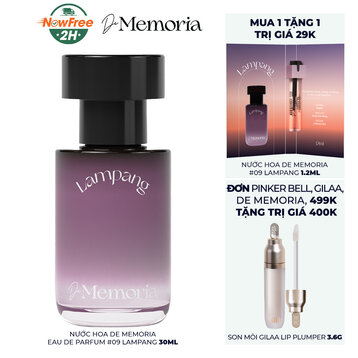 NowFree
2H
De Memoria
Lampang
De Memoria
NƯỚC HOA DE MEMORIA
EAU DE PARFUM #09 LAMPANG 30ML
MUA 1 TẶNG 1
TRỊ GIÁ 29K
Lampang
NƯỚC HOA DE MEMORIA
#09 LAMPANG 1.2ML
ĐƠN PINKER BELL, GILAA,
DE MEMORIA, 499K
TẶNG TRỊ GIÁ 400K
SON MÔI GILAA LIP PLUMPER 3.6G